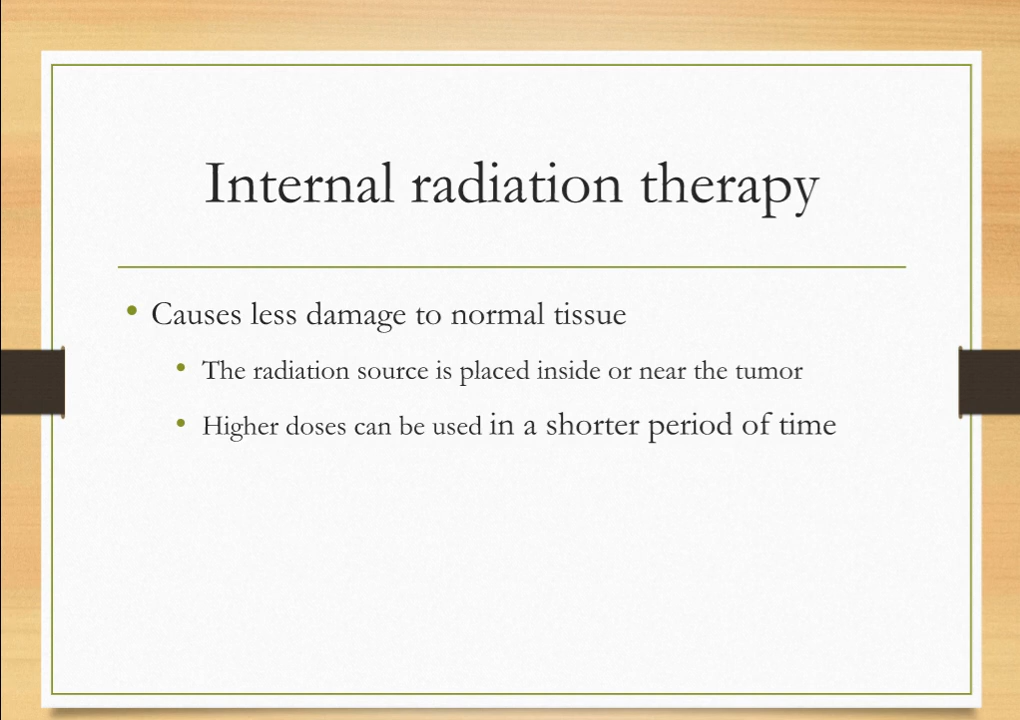 Internal radiation therapy
• Causes less damage to normal tissue
• The radiation source is placed inside or near the tumor
• Higher doses can be used in a shorter period of time